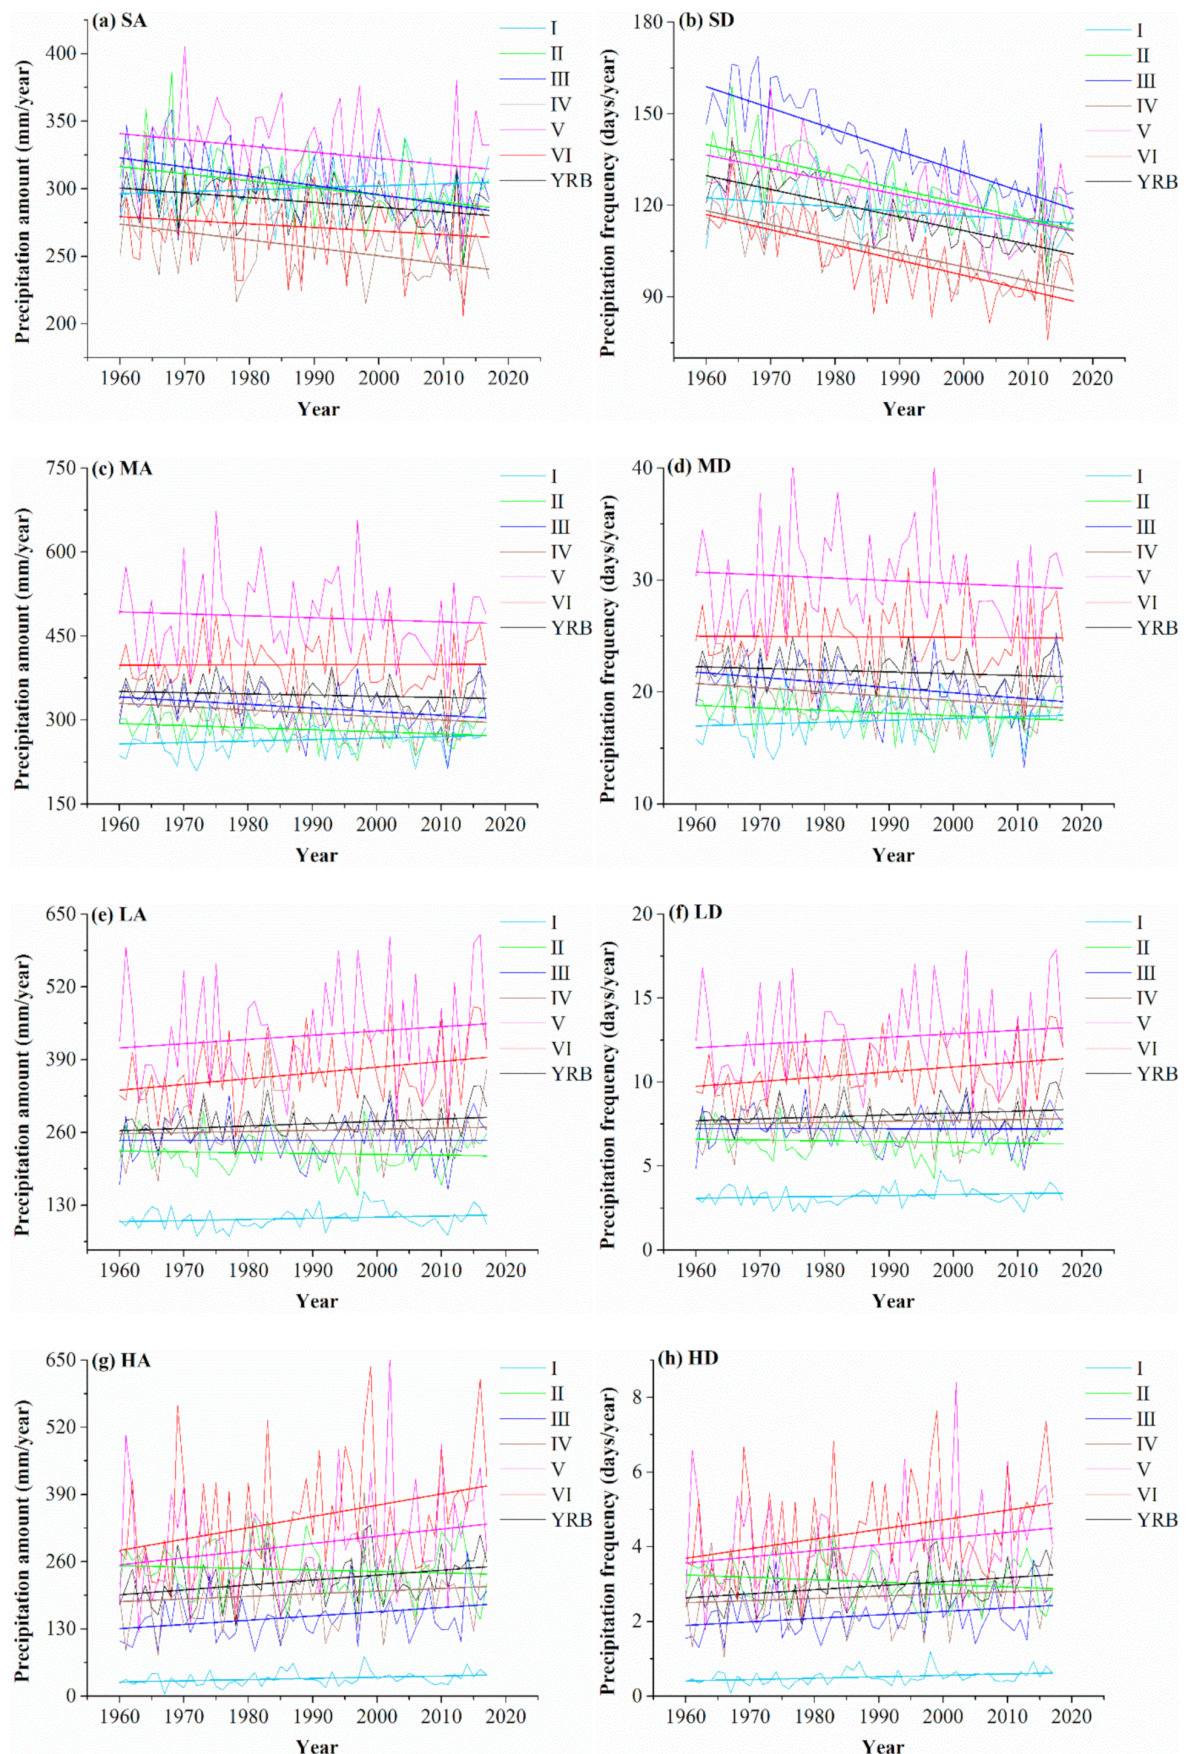 (a) SA
Precipitation amount (mm/year)
400
350
300
250
200
1960 1970 1980 1990 2000 2010 2020
Year
I
II
III
IV
V
VI
YRB
(b) SD
Precipitation frequency (days/year)
180
150
120
90
1960 1970 1980 1990 2000 2010 2020
Year
I
II
III
IV
V
VI
YRB
(c) MA
Precipitation amount (mm/year)
750
600
450
300
150
1960 1970 1980 1990 2000 2010 2020
Year
I
II
III
IV
V
VI
YRB
(d) MD
Precipitation frequency (days/year)
40
30
20
10
1960 1970 1980 1990 2000 2010 2020
Year
I
II
III
IV
V
VI
YRB
(e) LA
Precipitation amount (mm/year)
650
520
390
260
130
1960 1970 1980 1990 2000 2010 2020
Year
I
II
III
IV
V
VI
YRB
(f) LD
Precipitation frequency (days/year)
20
15
10
5
0
1960 1970 1980 1990 2000 2010 2020
Year
I
II
III
IV
V
VI
YRB
(g) HA
Precipitation amount (mm/year)
650
520
390
260
130
0
1960 1970 1980 1990 2000 2010 2020
Year
I
II
III
IV
V
VI
YRB
(h) HD
Precipitation frequency (days/year)
8
6
4
2
0
1960 1970 1980 1990 2000 2010 2020
Year
I
II
III
IV
V
VI
YRB